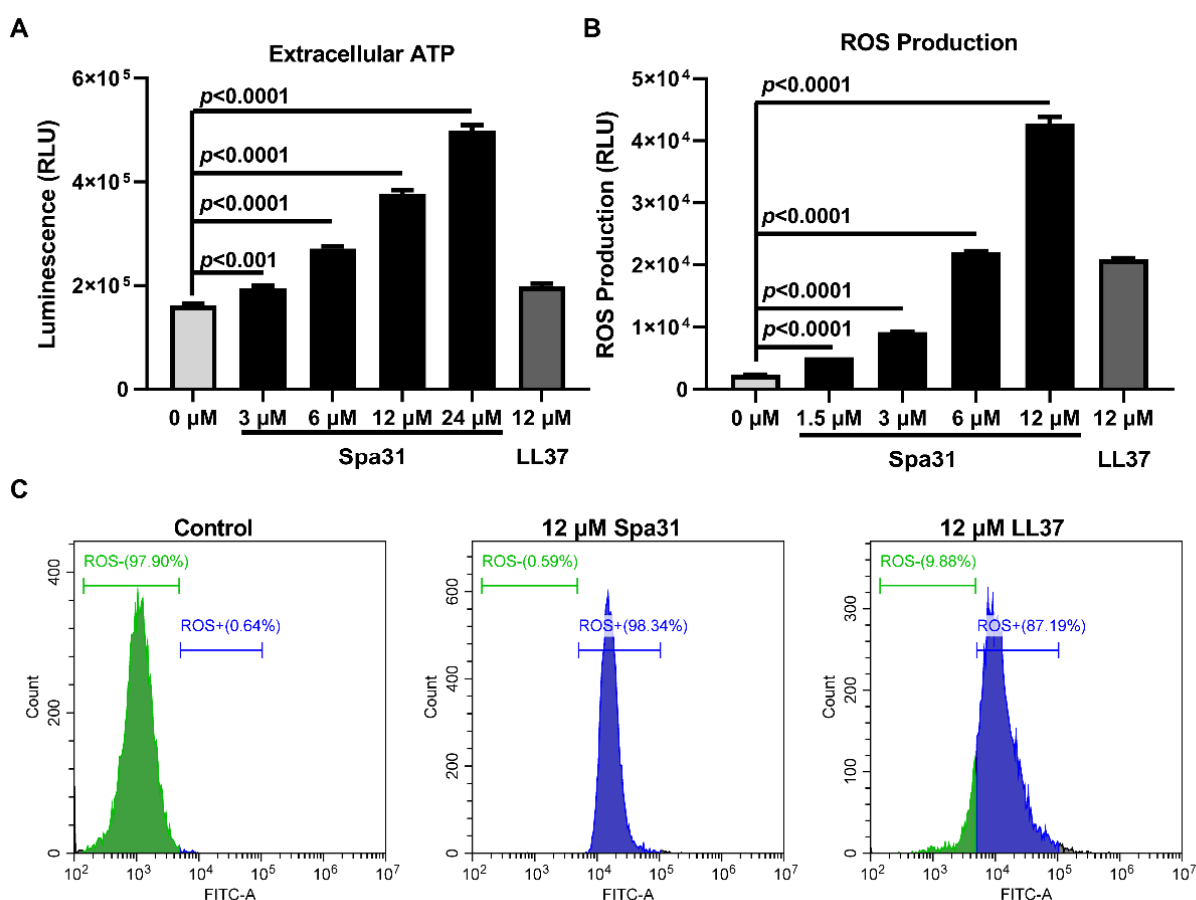 A
Extracellular ATP
Luminescence (RLU)
6×10⁵
4×10⁵
2×10⁵
0
p<0.0001
p<0.0001
p<0.0001
p<0.001
0 µM 3 µM 6 µM 12 µM 24 µM 12 µM
Spa31 LL37
B
ROS Production
ROS Production (RLU)
5×10⁴
4×10⁴
3×10⁴
2×10⁴
1×10⁴
0
p<0.0001
p<0.0001
p<0.0001
p<0.0001
0 µM 1.5 µM 3 µM 6 µM 12 µM 12 µM
Spa31 LL37
C
Control
Count
400
200
0
ROS-(97.90%)
ROS+(0.64%)
10² 10³ 10⁴ 10⁵ 10⁶ 10⁷
FITC-A
12 µM Spa31
Count
600
400
200
0
ROS-(0.59%)
ROS+(98.34%)
10² 10³ 10⁴ 10⁵ 10⁶ 10⁷
FITC-A
12 µM LL37
Count
300
200
100
0
ROS-(9.88%)
ROS+(87.19%)
10² 10³ 10⁴ 10⁵ 10⁶ 10⁷
FITC-A